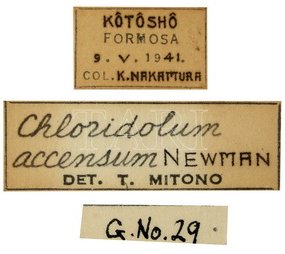 KÔTÔSHÔ
FORMOSA
9. V. 1941.
COL. K. NAKAMURA
Chloridolum
accensum NEWMAN
DET. T. MITONO
G. No. 29.